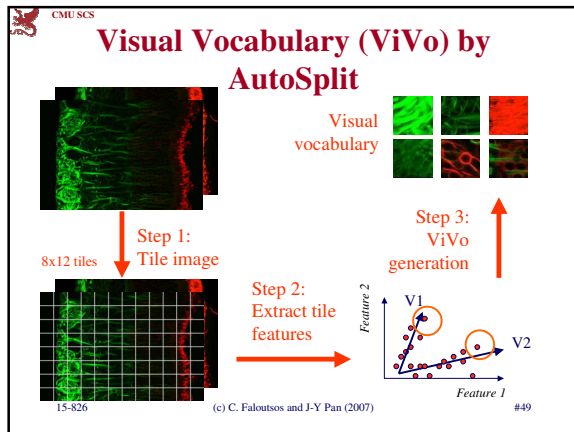 CMU SCS
Visual Vocabulary (ViVo) by
AutoSplit
Visual
vocabulary
Step 1:
Tile image
8x12 tiles
Step 2:
Extract tile
features
Step 3:
ViVo
generation
Feature 2
V1
V2
Feature 1
15-826
(c) C. Faloutsos and J-Y Pan (2007)
#49